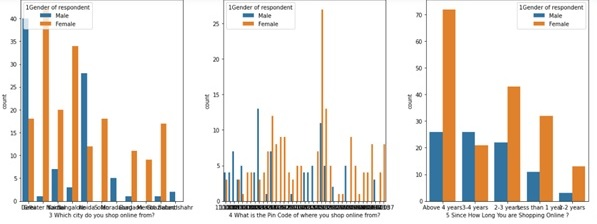 1Gender of respondent
Male
Female
40
35
30
25
20
15
10
5
0
count
3 Which city do you shop online from?
1Gender of respondent
Male
Female
25
20
15
10
5
0
count
4 What is the Pin Code of where you shop online from?
1Gender of respondent
Male
Female
70
60
50
40
30
20
10
0
count
Above 4 years 3-4 years 2-3 years Less than 1 year 1-2 years
5 Since How Long You are Shopping Online ?